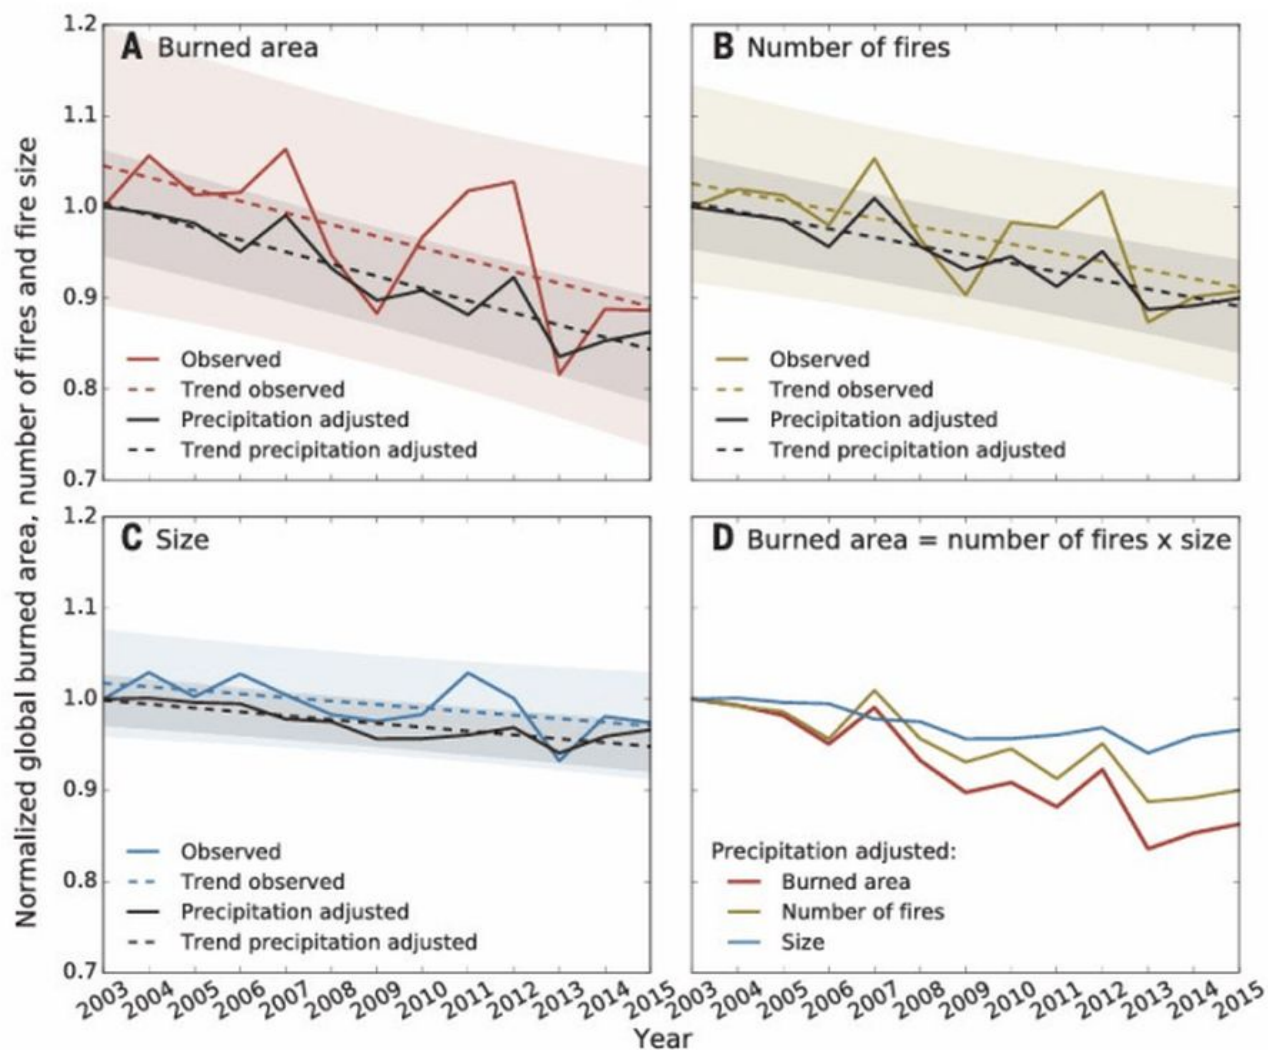 Normalized global burned area, number of fires and fire size
A Burned area
1.2
1.1
1.0
0.9
0.8
0.7
Observed
Trend observed
Precipitation adjusted
Trend precipitation adjusted
B Number of fires
Observed
Trend observed
Precipitation adjusted
Trend precipitation adjusted
C Size
1.2
1.1
1.0
0.9
0.8
0.7
Observed
Trend observed
Precipitation adjusted
Trend precipitation adjusted
D Burned area = number of fires x size
Precipitation adjusted:
Burned area
Number of fires
Size
2003 2004 2005 2006 2007 2008 2009 2010 2011 2012 2013 2014 2015
2003 2004 2005 2006 2007 2008 2009 2010 2011 2012 2013 2014 2015
Year